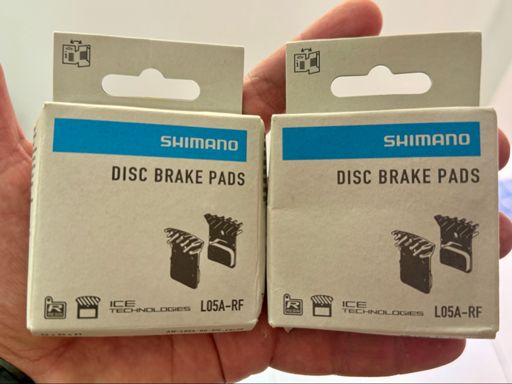 SHIMANO
DISC BRAKE PADS
R
ICE
TECHNOLOGIES
L05A-RF
SHIMANO
DISC BRAKE PADS
R
ICE
TECHNOLOGIES
L05A-RF